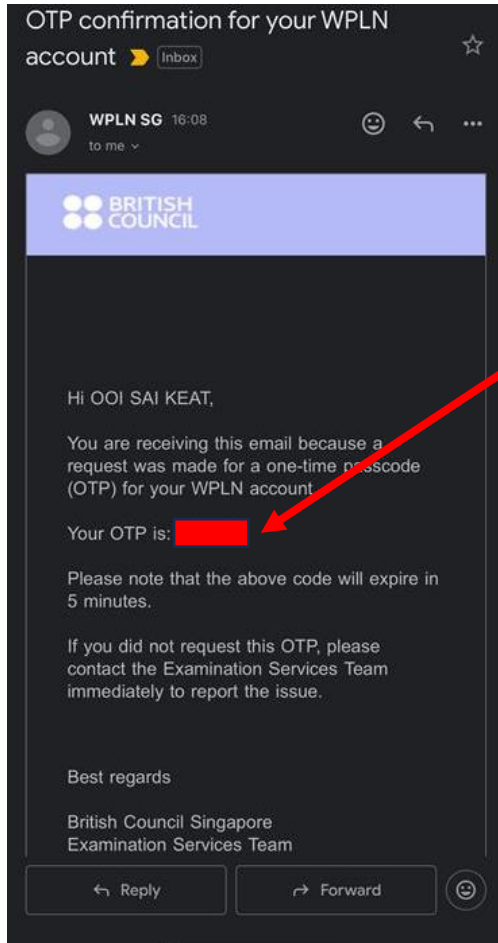 OTP confirmation for your WPLN
account Inbox
WPLN SG 16:08
to me
BRITISH
COUNCIL
Hi OOI SAI KEAT,
You are receiving this email because a
request was made for a one-time passcode
(OTP) for your WPLN account
Your OTP is:
Please note that the above code will expire in
5 minutes.
If you did not request this OTP, please
contact the Examination Services Team
immediately to report the issue.
Best regards
British Council Singapore
Examination Services Team
Reply
Forward